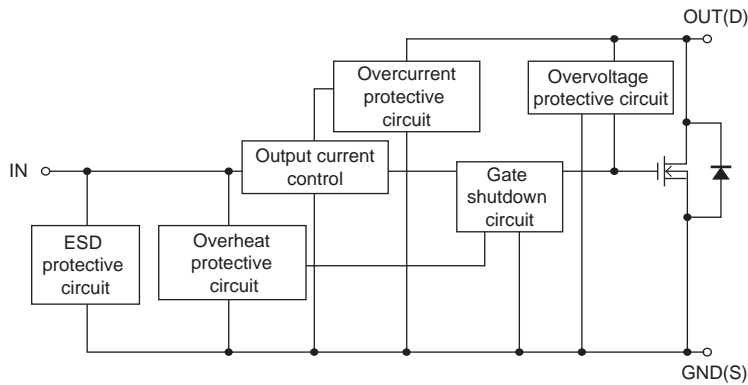 OUT(D)
Overcurrent
protective
circuit
Overvoltage
protective circuit
IN
Output current
control
Gate
shutdown
circuit
ESD
protective
circuit
Overheat
protective
circuit
GND(S)